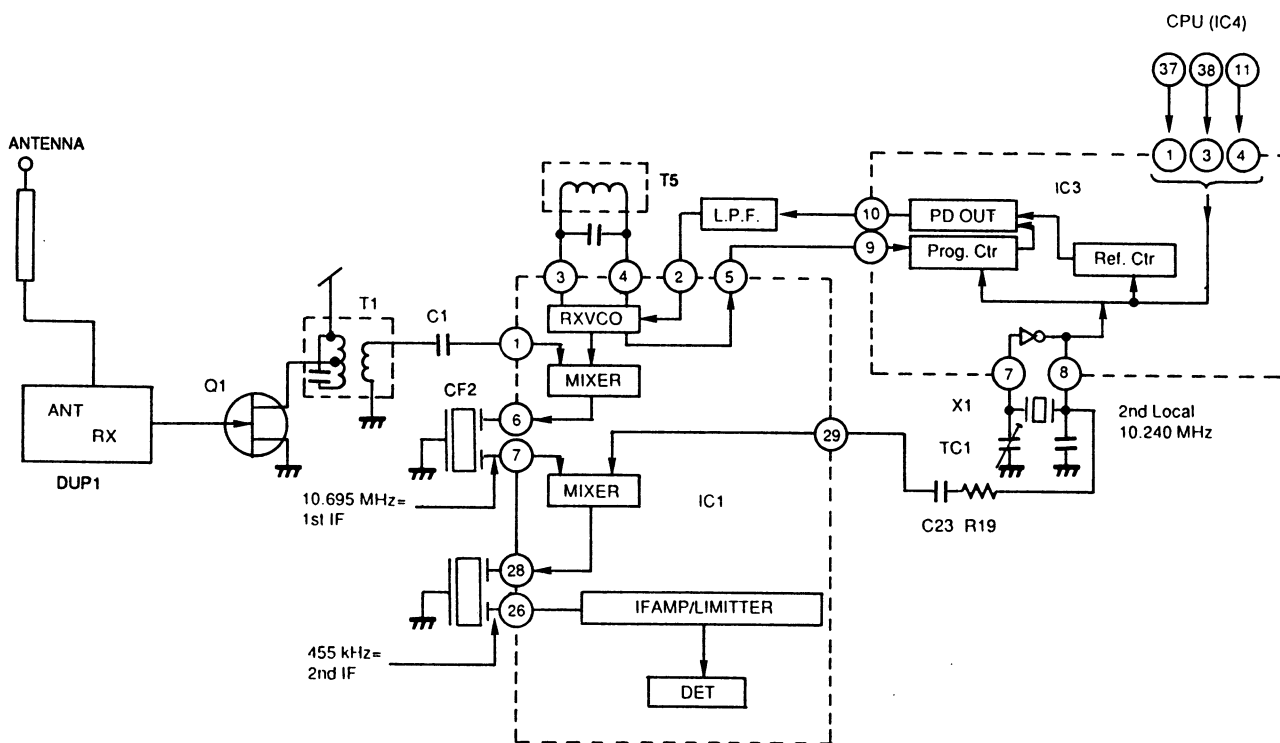 CPU (IC4)
37 38 11
ANTENNA
1 3 4
IC3
T5
L.P.F.
10
PD OUT
9
Prog. Ctr
Ref. Ctr
3 4 2 5
T1
C1
RXVCO
1
MIXER
Q1
CF2
6
7 8
X1
2nd Local
10.240 MHz
TC1
ANT
RX
DUP1
29
7
MIXER
IC1
10.695 MHz=
1st IF
C23 R19
28
26
IFAMP/LIMITTER
455 kHz=
2nd IF
DET